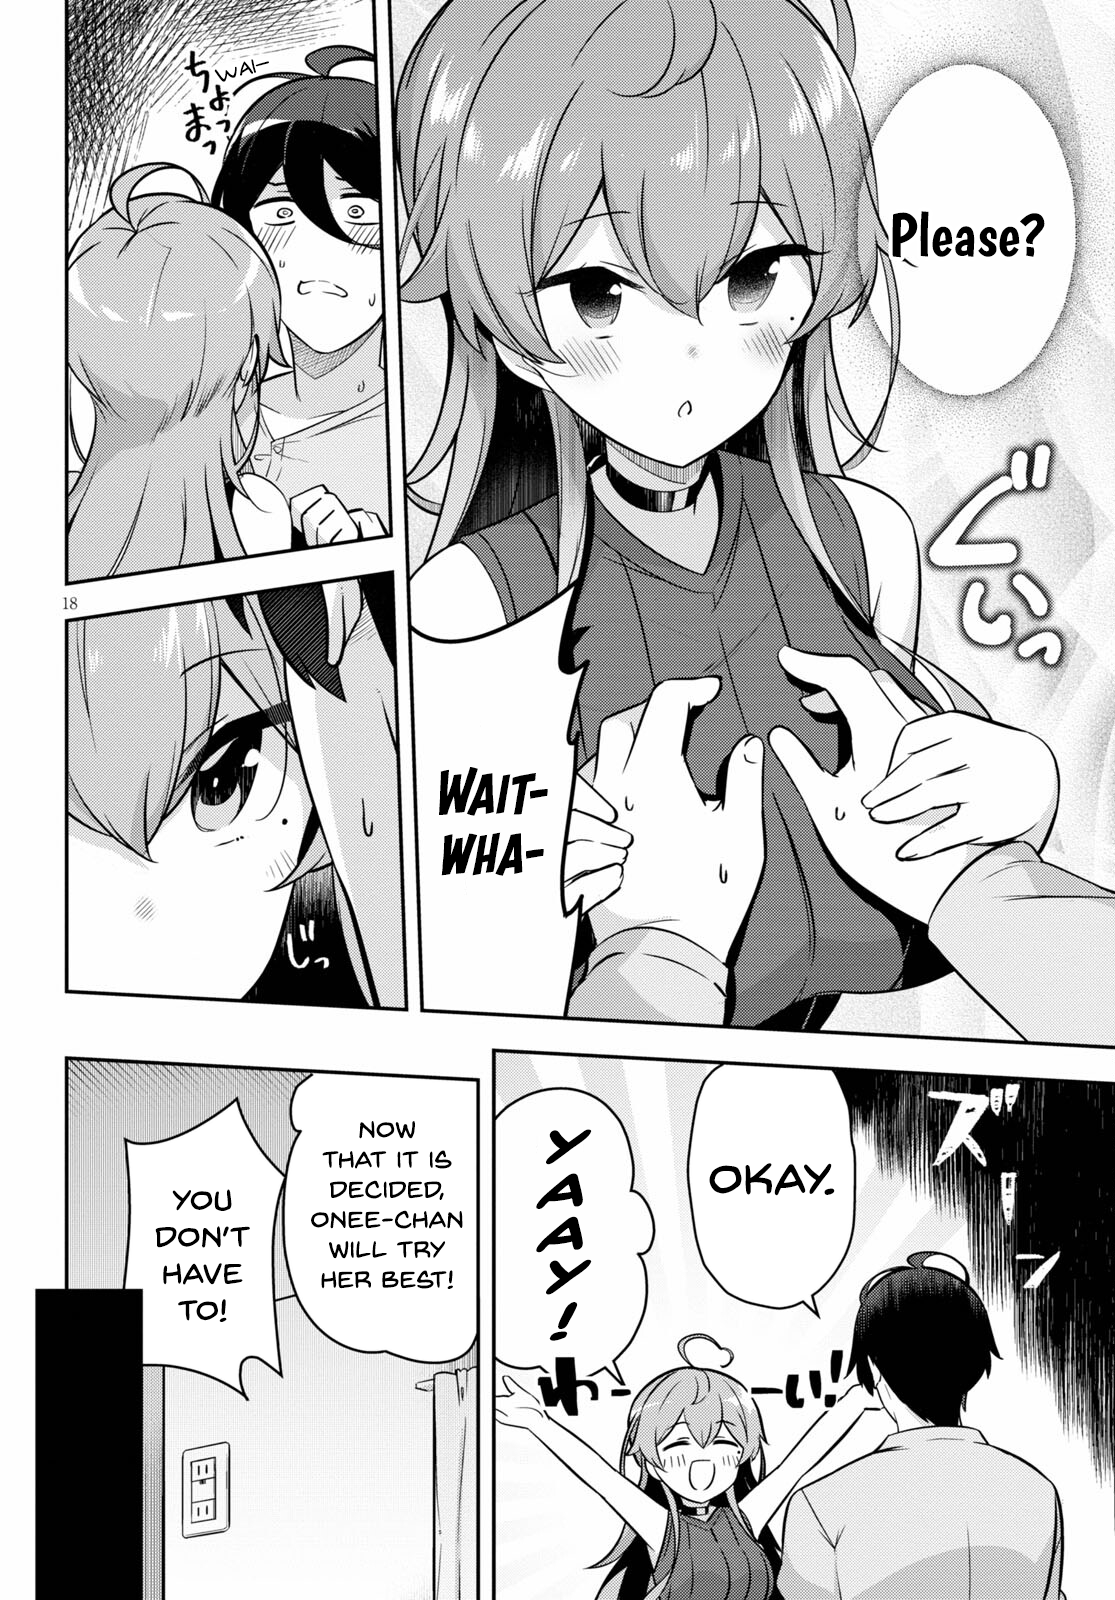 Please?
ぐいぃっ
WAIT-
WHA-
WAI-
ちょっ
まっ
じっ
18
OKAY.
ズーン
YAAAY!
わーーい!
NOW
THAT IT IS
DECIDED,
ONEE-CHAN
WILL TRY
HER BEST!
YOU
DON'T
HAVE
TO!